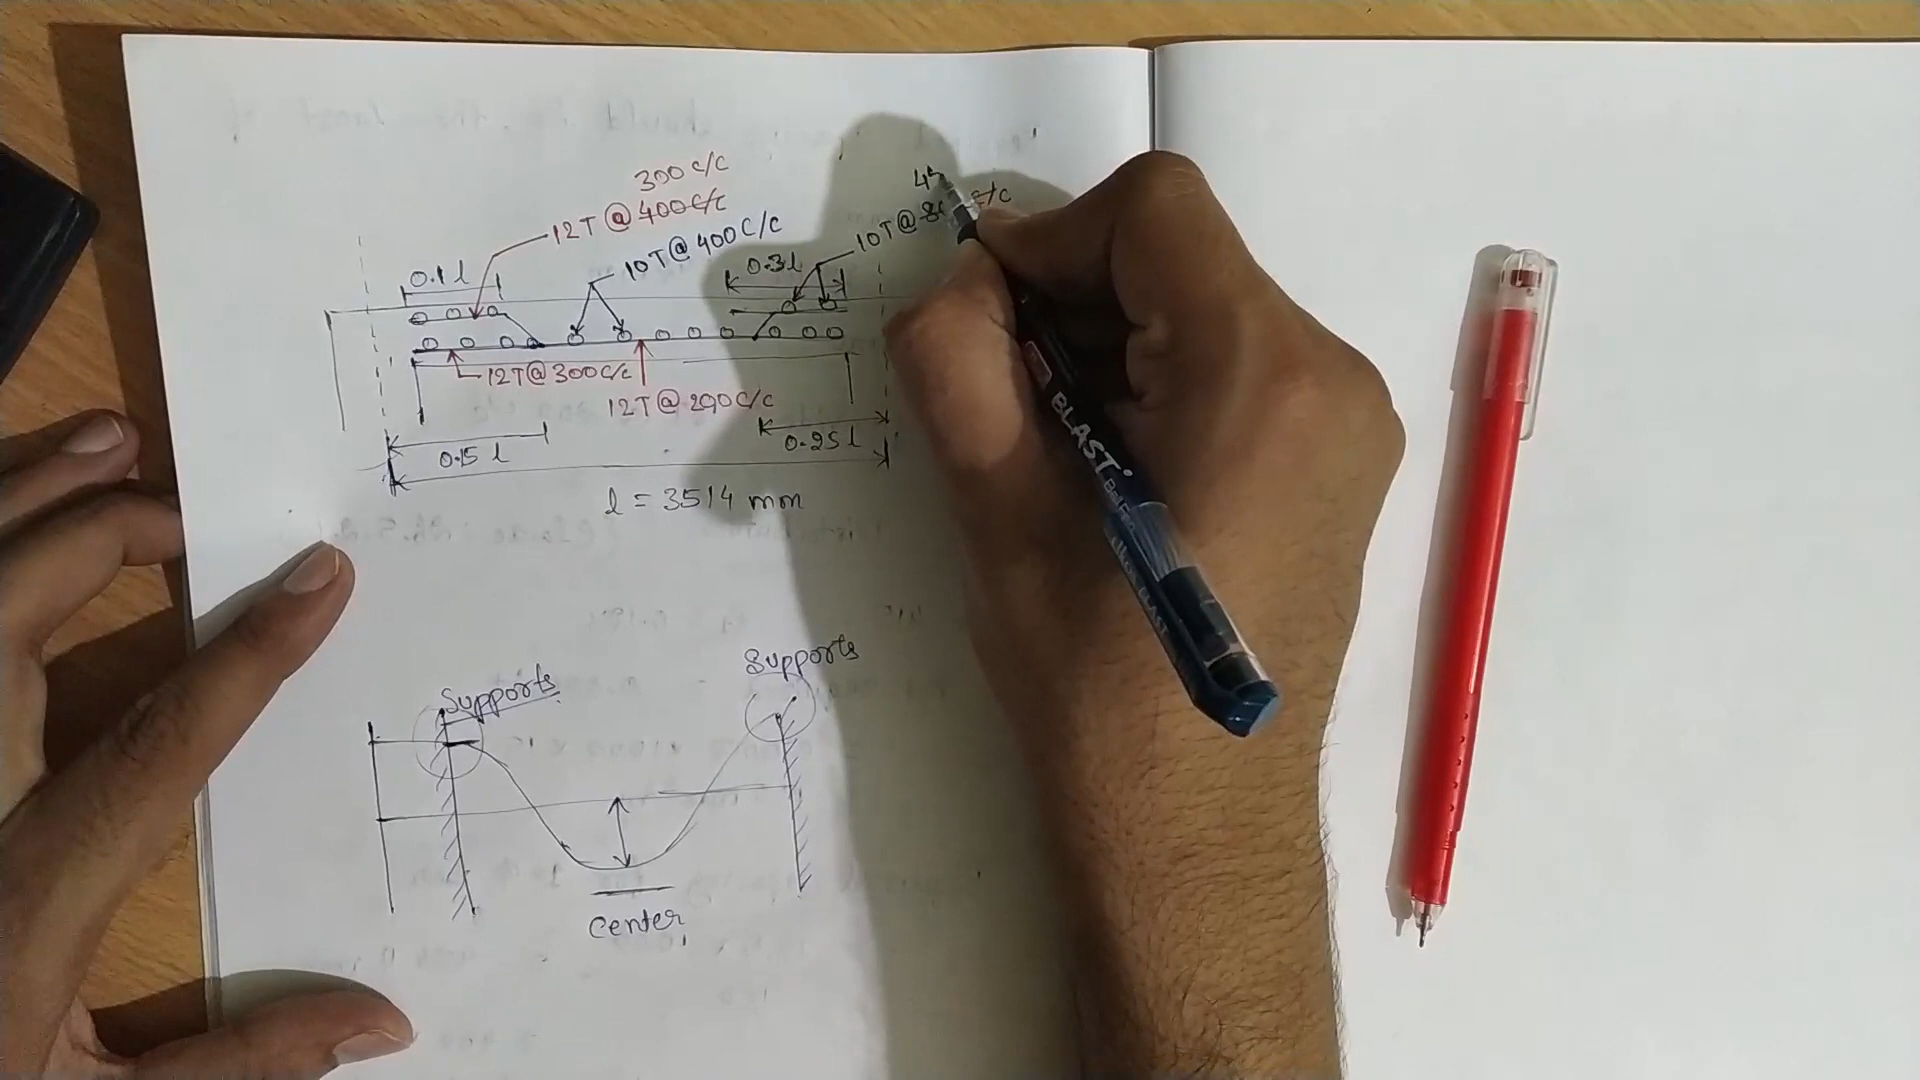 300 c/c
12T @ 400 c/c
10T @ 400 c/c
10T @
0.1 l
0.3 l
12T @ 300 c/c
12T @ 200 c/c
0.15 l
0.25 l
l = 3514 mm
Supports
Supports
Center
BLAST